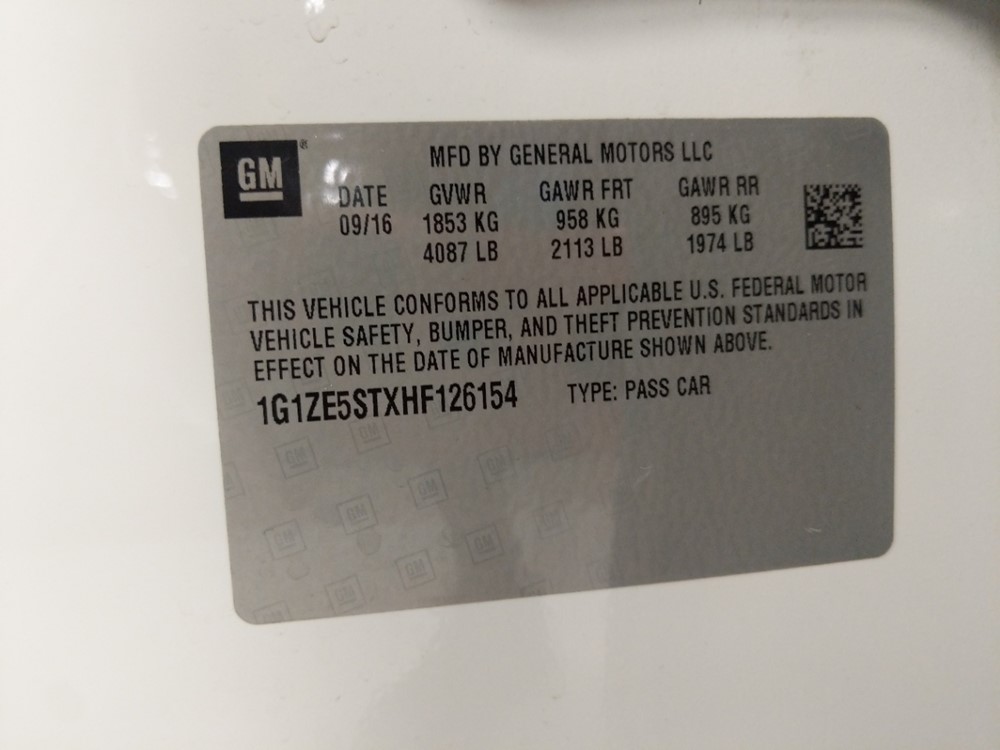 GM
MFD BY GENERAL MOTORS LLC
DATE GVWR GAWR FRT GAWR RR
09/16 1853 KG 958 KG 895 KG
4087 LB 2113 LB 1974 LB
THIS VEHICLE CONFORMS TO ALL APPLICABLE U.S. FEDERAL MOTOR
VEHICLE SAFETY, BUMPER, AND THEFT PREVENTION STANDARDS IN
EFFECT ON THE DATE OF MANUFACTURE SHOWN ABOVE.
1G1ZE5STXHF126154 TYPE: PASS CAR